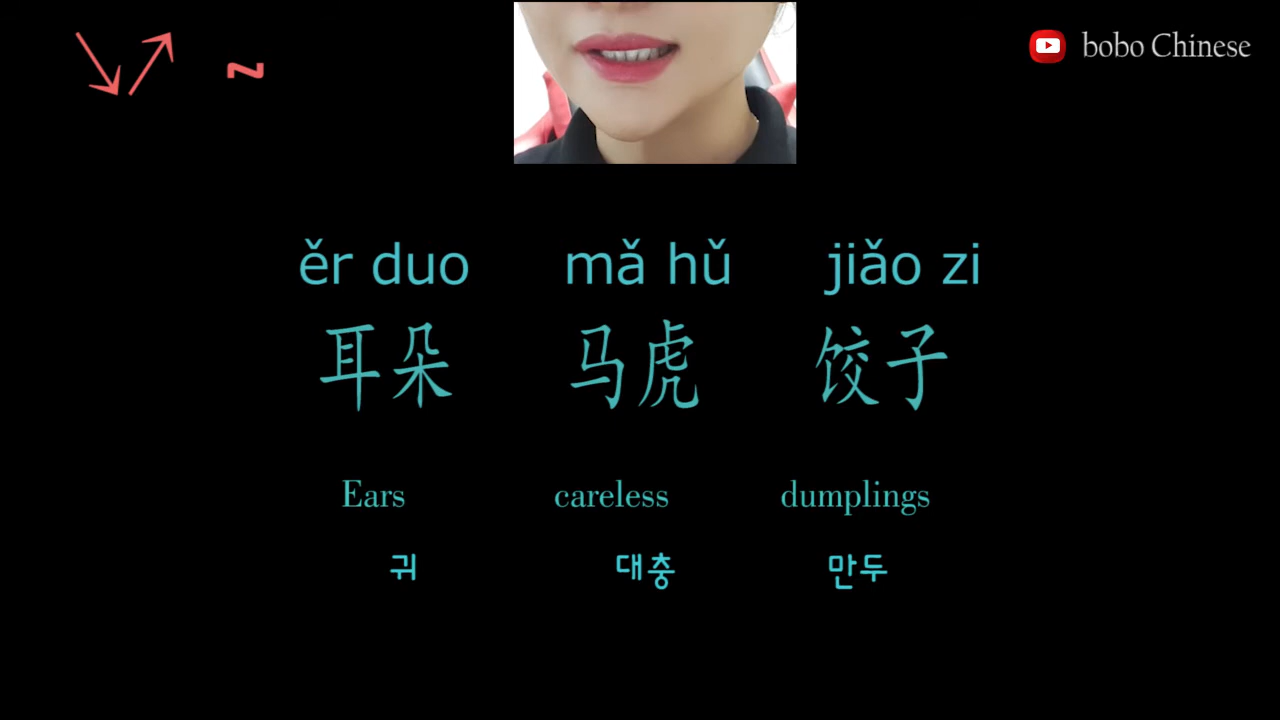 ~
bobo Chinese
ěr duo mǎ hǔ jiǎo zi
耳朵 马虎 饺子
Ears careless dumplings
귀 대충 만두